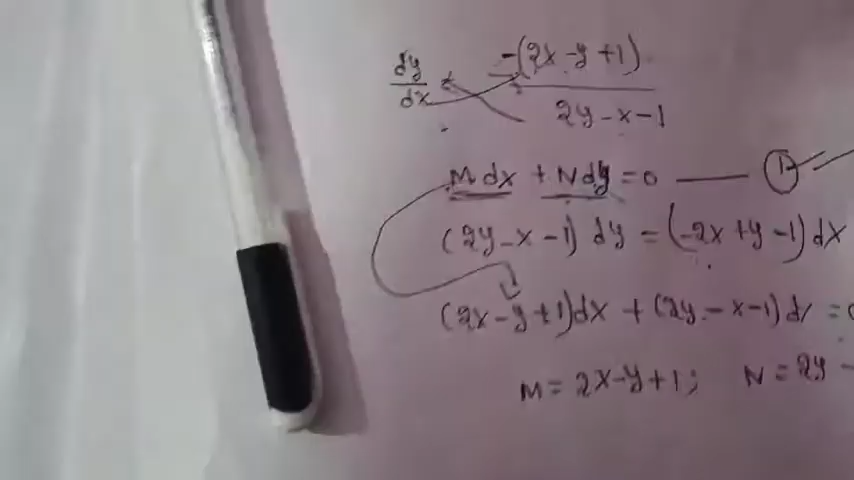 dy/dx = -(2x-y+1) / 2y-x-1
Mdx + Ndy = 0 —— (1)
(2y-x-1) dy = (-2x+y-1)dx
(2x-y+1)dx + (2y-x-1)dy = 0
M = 2x-y+1; N = 2y -